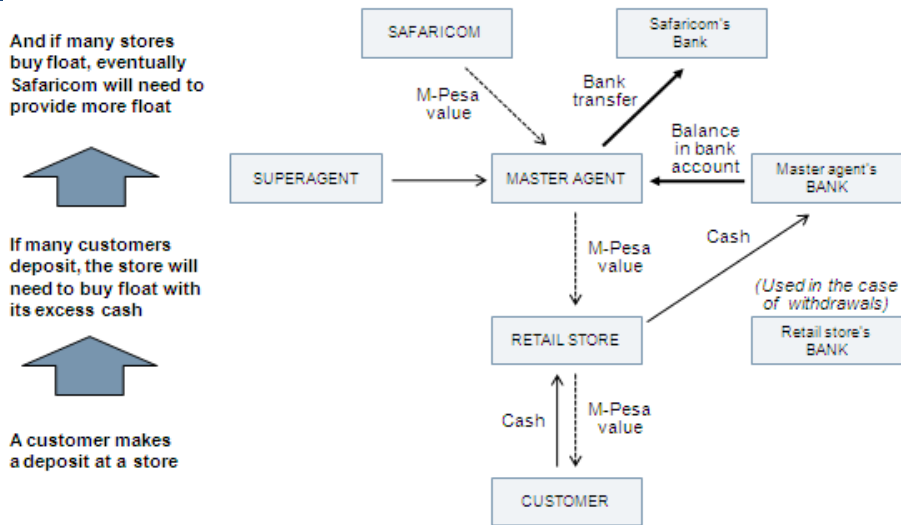 And if many stores
buy float, eventually
Safaricom will need to
provide more float
If many customers
deposit, the store will
need to buy float with
its excess cash
A customer makes
a deposit at a store
SAFARICOM
Safaricom's
Bank
M-Pesa
value
Bank
transfer
Balance
in bank
account
SUPERAGENT
MASTER AGENT
Master agent's
BANK
M-Pesa
value
Cash
(Used in the case
of withdrawals)
RETAIL STORE
Retail store's
BANK
Cash
M-Pesa
value
CUSTOMER